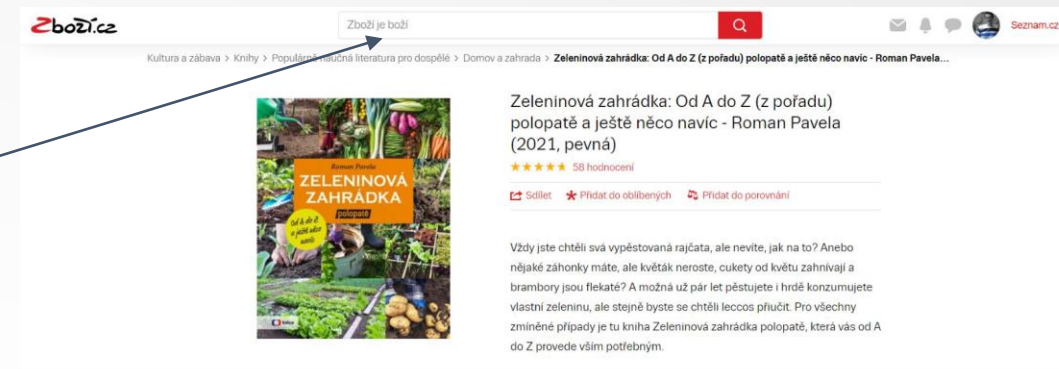 Zboží.cz
Zboží je boží
Seznam.cz
Kultura a zábava > Knihy > Populárně naučná literatura pro dospělé > Domov a zahrada > Zeleninová zahrádka: Od A do Z (z pořadu) polopatě a ještě něco navíc - Roman Pavela...
Roman Pavela
ZELENINOVÁ
ZAHRÁDKA
polopatě
Od A do Z
a ještě něco
navíc
Zeleninová zahrádka: Od A do Z (z pořadu)
polopatě a ještě něco navíc - Roman Pavela
(2021, pevná)
58 hodnocení
Sdílet Přidat do oblíbených Přidat do porovnání
Vždy jste chtěli svá vypěstovaná rajčata, ale nevíte, jak na to? Anebo
nějaké záhonky máte, ale květák neroste, cukety od květu zahnívají a
brambory jsou flekaté? A možná už pár let pěstujete i hrdě konzumujete
vlastní zeleninu, ale stejně byste se chtěli leccos přiučit. Pro všechny
zmíněné případy je tu kniha Zeleninová zahrádka polopatě, která vás od A
do Z provede vším potřebným.